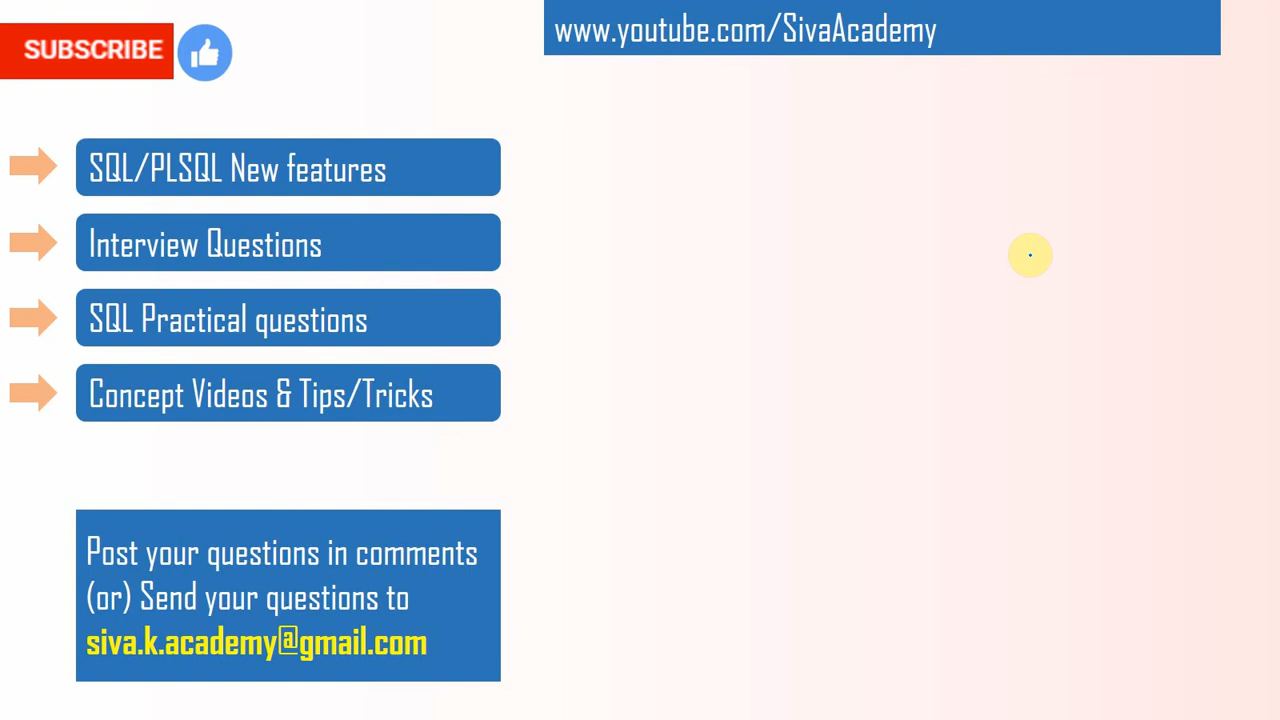 www.youtube.com/SivaAcademy
SUBSCRIBE
SQL/PLSQL New features
Interview Questions
SQL Practical questions
Concept Videos & Tips/Tricks
Post your questions in comments
(or) Send your questions to
siva.k.academy@gmail.com